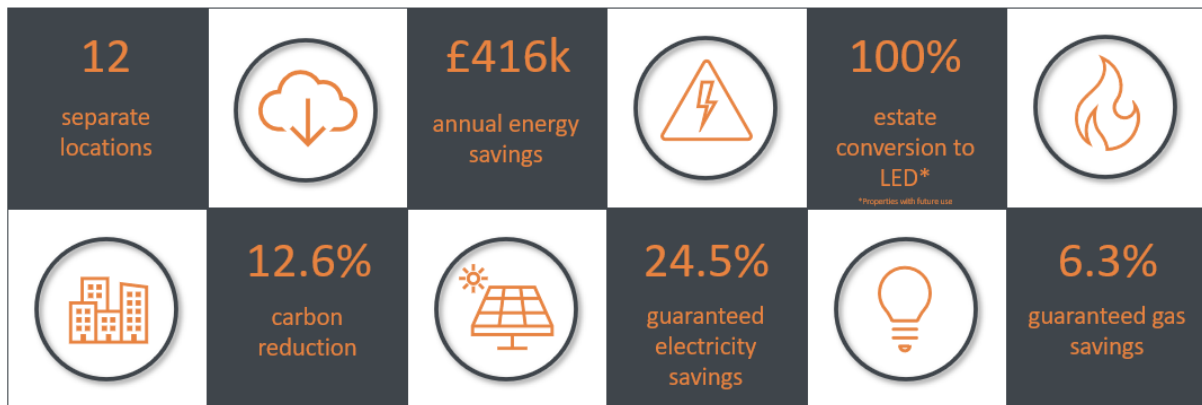 12
separate
locations
£416k
annual energy
savings
100%
estate
conversion to
LED*
*Properties with future use
12.6%
carbon
reduction
24.5%
guaranteed
electricity
savings
6.3%
guaranteed gas
savings